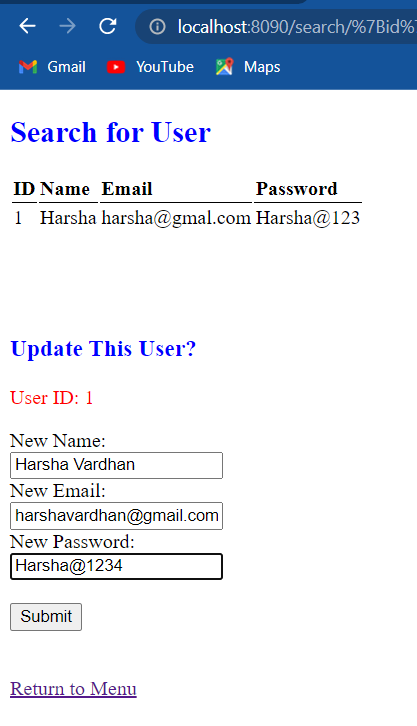 localhost:8090/search/%7Bid%
Gmail YouTube Maps
Search for User
ID Name Email Password
1 Harsha harsha@gmal.com Harsha@123
Update This User?
User ID: 1
New Name:
Harsha Vardhan
New Email:
harshavardhan@gmail.com
New Password:
Harsha@1234
Submit
Return to Menu